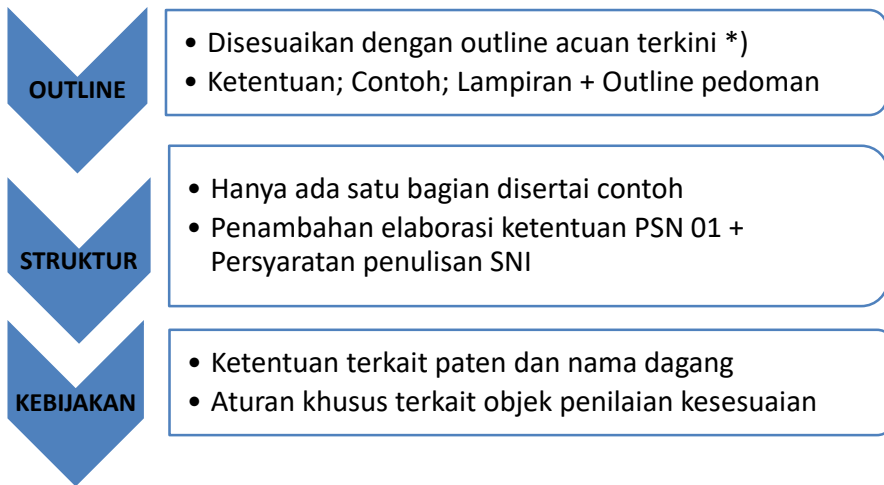 OUTLINE
• Disesuaikan dengan outline acuan terkini *)
• Ketentuan; Contoh; Lampiran + Outline pedoman
STRUKTUR
• Hanya ada satu bagian disertai contoh
• Penambahan elaborasi ketentuan PSN 01 +
Persyaratan penulisan SNI
KEBIJAKAN
• Ketentuan terkait paten dan nama dagang
• Aturan khusus terkait objek penilaian kesesuaian